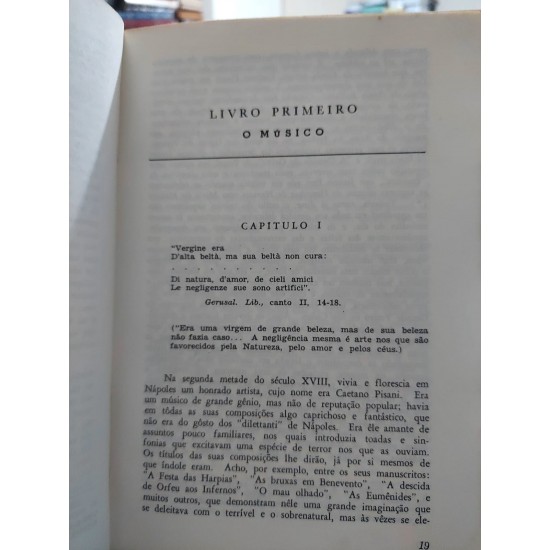 LIVRO PRIMEIRO
O MÚSICO
CAPITULO I
"Vergine era
D'alta beltà, ma sua beltà non cura:
. . . . . . . . . .
Di natura, d'amor, de cieli amici
Le negligenze sue sono artifici".
Gerusal. Lib., canto II, 14-18.
("Era uma virgem de grande beleza, mas de sua beleza
não fazia caso... A negligência mesma é arte nos que são
favorecidos pela Natureza, pelo amor e pelos céus.)
Na segunda metade do século XVIII, vivia e florescia em
Nápoles um honrado artista, cujo nome era Caetano Pisani. Era
um músico de grande gênio, mas não de reputação popular; havia
em tôdas as suas composições algo caprichoso e fantástico, que
não era do gôsto dos "dilettanti" de Nápoles. Era êle amante de
assuntos pouco familiares, nos quais introduzia toadas e sin-
fonias que excitavam uma espécie de terror nos que as ouviam.
Os títulos das suas composições lhe dirão, já por si mesmos de
que índole eram. Acho, por exemplo, entre os seus manuscritos:
"A Festa das Harpias", "As bruxas em Benevento", "A descida
de Orfeu aos Infernos", "O mau olhado", "As Eumênides", e
muitos outros, que demonstram nêle uma grande imaginação que
se deleitava com o terrível e o sobrenatural, mas às vêzes se ele-
19